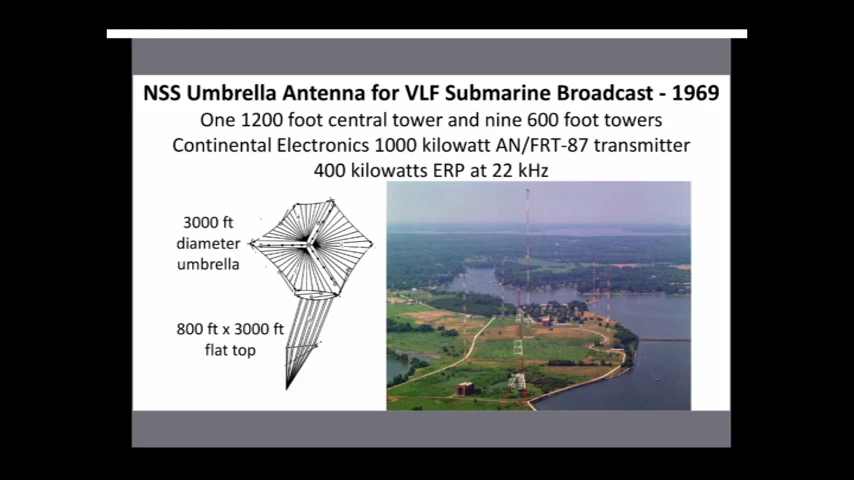 NSS Umbrella Antenna for VLF Submarine Broadcast - 1969
One 1200 foot central tower and nine 600 foot towers
Continental Electronics 1000 kilowatt AN/FRT-87 transmitter
400 kilowatts ERP at 22 kHz
3000 ft
diameter
umbrella
800 ft x 3000 ft
flat top